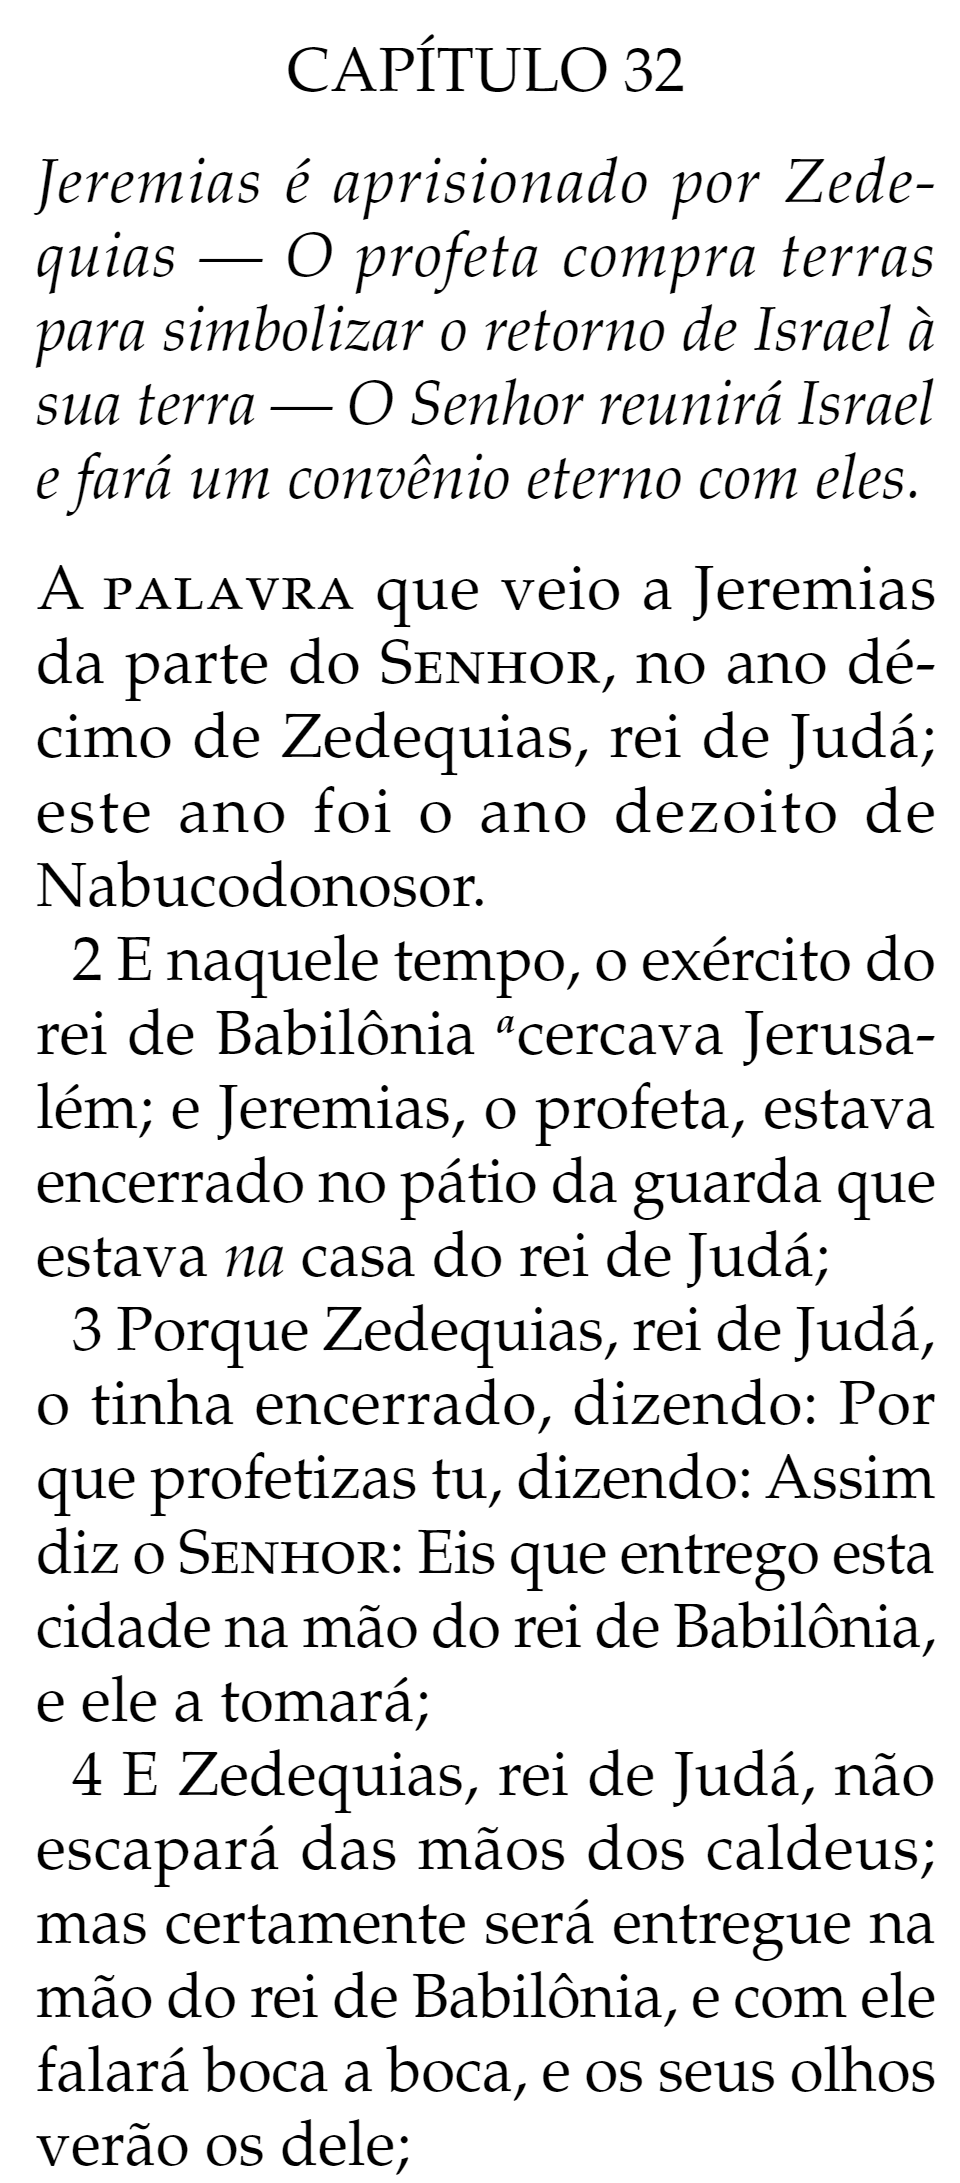 CAPÍTULO 32
Jeremias é aprisionado por Zede-
quias — O profeta compra terras
para simbolizar o retorno de Israel à
sua terra — O Senhor reunirá Israel
e fará um convênio eterno com eles.
A PALAVRA que veio a Jeremias
da parte do SENHOR, no ano dé-
cimo de Zedequias, rei de Judá;
este ano foi o ano dezoito de
Nabucodonosor.
2 E naquele tempo, o exército do
rei de Babilônia ᵃcercava Jerusa-
lém; e Jeremias, o profeta, estava
encerrado no pátio da guarda que
estava na casa do rei de Judá;
3 Porque Zedequias, rei de Judá,
o tinha encerrado, dizendo: Por
que profetizas tu, dizendo: Assim
diz o SENHOR: Eis que entrego esta
cidade na mão do rei de Babilônia,
e ele a tomará;
4 E Zedequias, rei de Judá, não
escapará das mãos dos caldeus;
mas certamente será entregue na
mão do rei de Babilônia, e com ele
falará boca a boca, e os seus olhos
verão os dele;